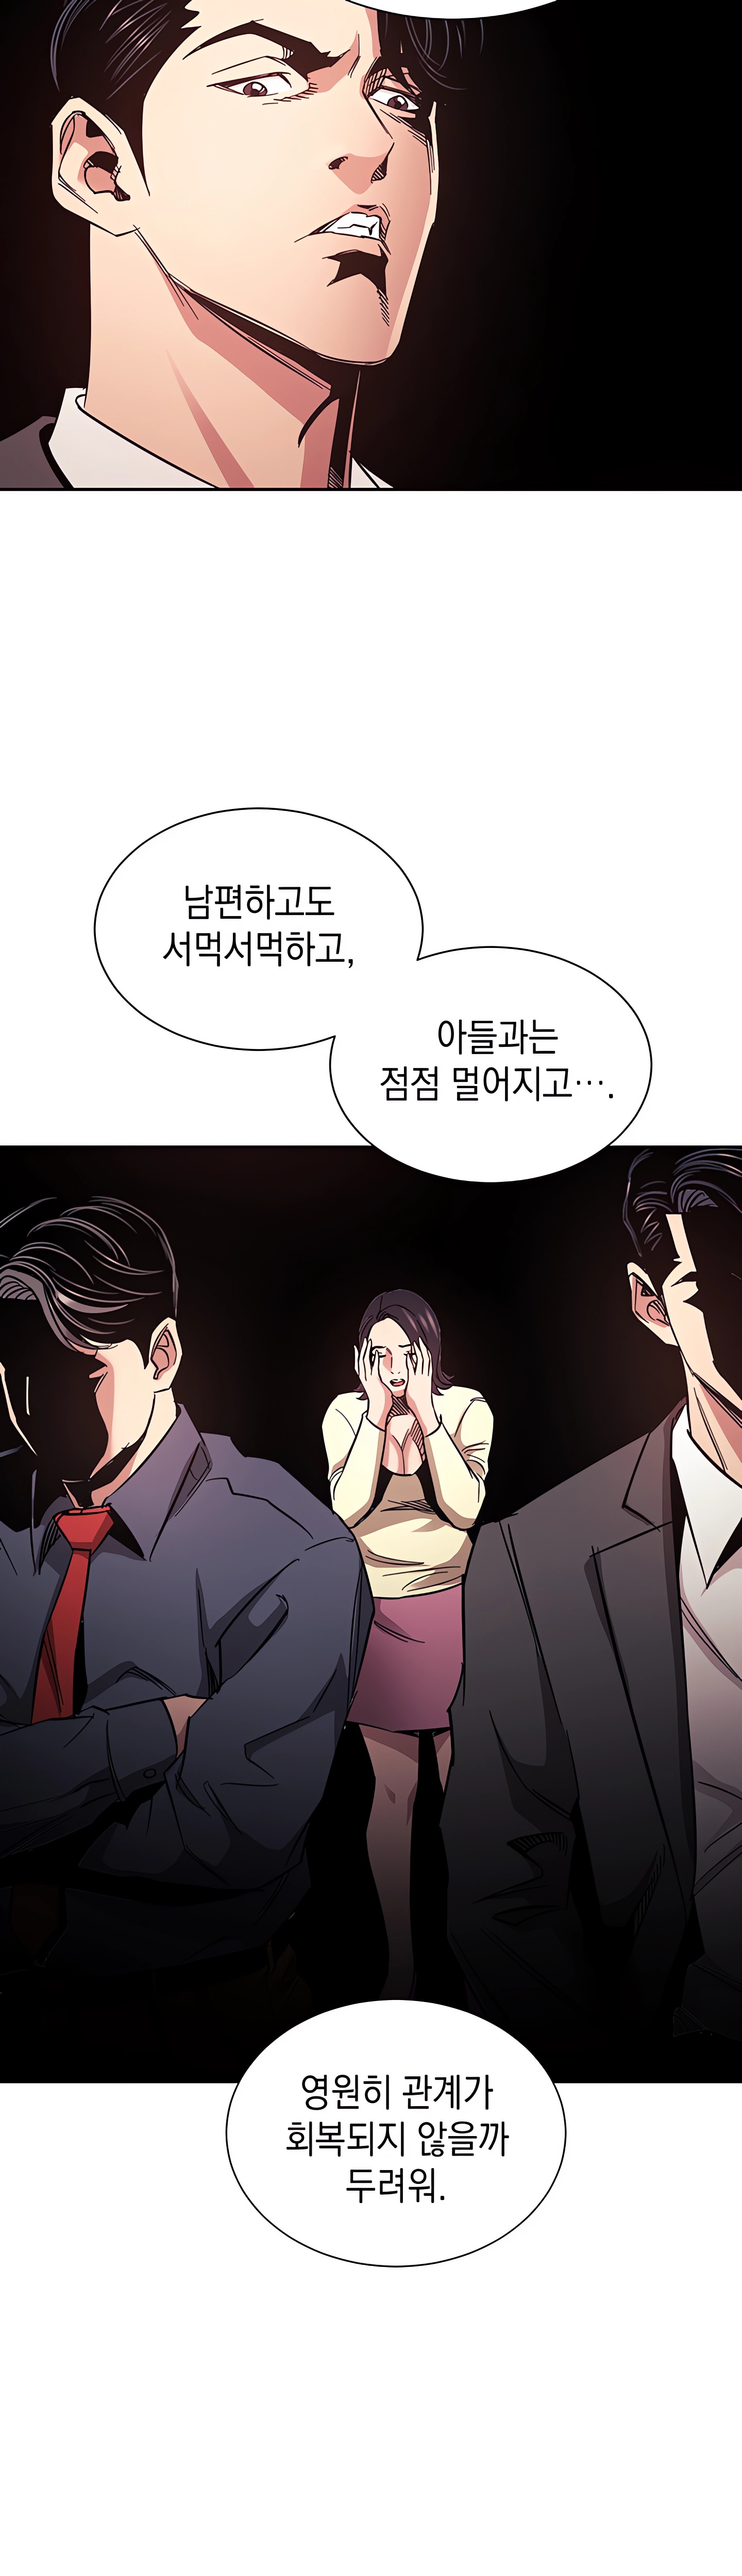 남편하고도
서먹서먹하고,
아들과는
점점 멀어지고….
영원히 관계가
회복되지 않을까
두려워.